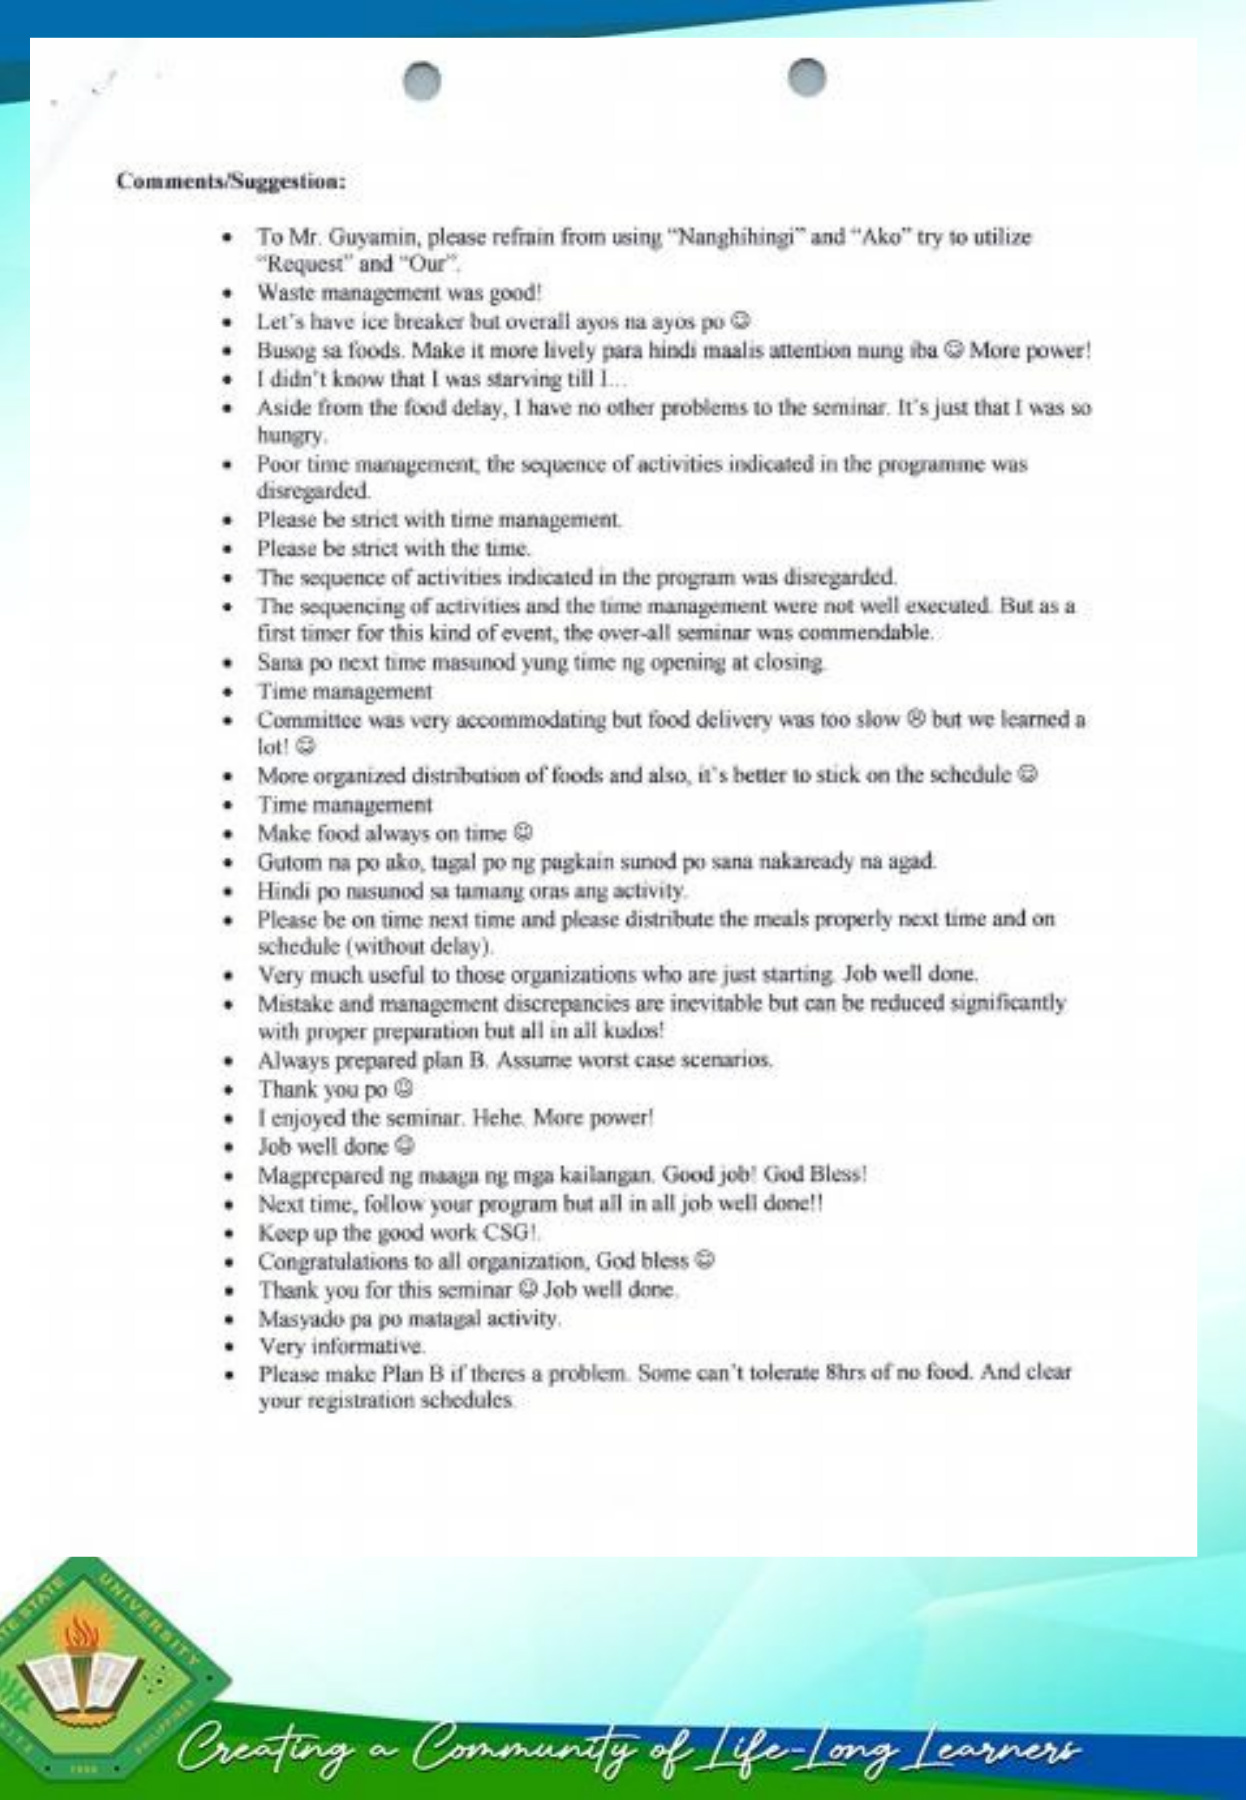 Comments/Suggestion:
• To Mr. Guyamin, please refrain from using “Nanghihingi” and “Ako” try to utilize
“Request” and “Our”.
• Waste management was good!
• Let’s have ice breaker but overall ayos na ayos po ☺
• Busog sa foods. Make it more lively para hindi maalis attention nung iba ☺ More power!
• I didn’t know that I was starving till I...
• Aside from the food delay, I have no other problems to the seminar. It’s just that I was so
hungry.
• Poor time management, the sequence of activities indicated in the programme was
disregarded.
• Please be strict with time management.
• Please be strict with the time.
• The sequence of activities indicated in the program was disregarded.
• The sequencing of activities and the time management were not well executed. But as a
first timer for this kind of event, the over-all seminar was commendable.
• Sana po next time masunod yung time ng opening at closing.
• Time management
• Committee was very accommodating but food delivery was too slow ☹ but we learned a
lot! ☺
• More organized distribution of foods and also, it’s better to stick on the schedule ☺
• Time management
• Make food always on time ☺
• Gutom na po ako, tagal po ng pagkain sunod po sana nakaready na agad.
• Hindi po nasunod sa tamang oras ang activity.
• Please be on time next time and please distribute the meals properly next time and on
schedule (without delay).
• Very much useful to those organizations who are just starting. Job well done.
• Mistake and management discrepancies are inevitable but can be reduced significantly
with proper preparation but all in all kudos!
• Always prepared plan B. Assume worst case scenarios.
• Thank you po ☺
• I enjoyed the seminar. Hehe. More power!
• Job well done ☺
• Magprepared ng maaga ng mga kailangan. Good job! God Bless!
• Next time, follow your program but all in all job well done!!
• Keep up the good work CSG!.
• Congratulations to all organization, God bless ☺
• Thank you for this seminar ☺ Job well done.
• Masyado pa po matagal activity.
• Very informative.
• Please make Plan B if theres a problem. Some can’t tolerate 8hrs of no food. And clear
your registration schedules.
STATE UNIVERSITY
PHILIPPINES
Creating a Community of Life-Long Learners